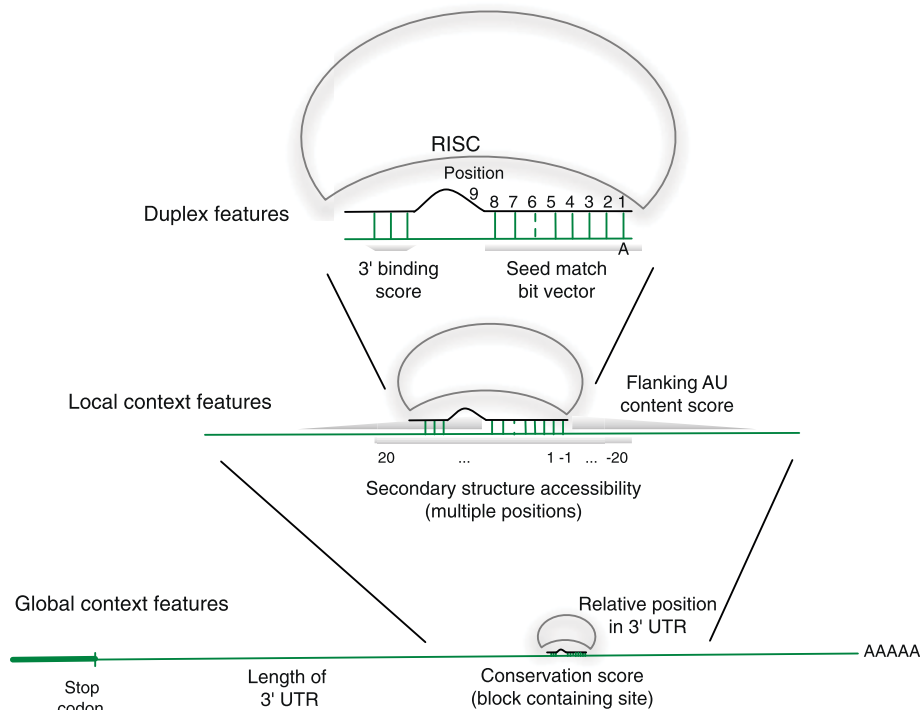 RISC
Position
9 8 7 6 5 4 3 2 1
Duplex features
A
3' binding
score
Seed match
bit vector
Local context features
Flanking AU
content score
20 ... 1 -1 ... -20
Secondary structure accessibility
(multiple positions)
Global context features
Relative position
in 3' UTR
AAAAA
Stop
codon
Length of
3' UTR
Conservation score
(block containing site)